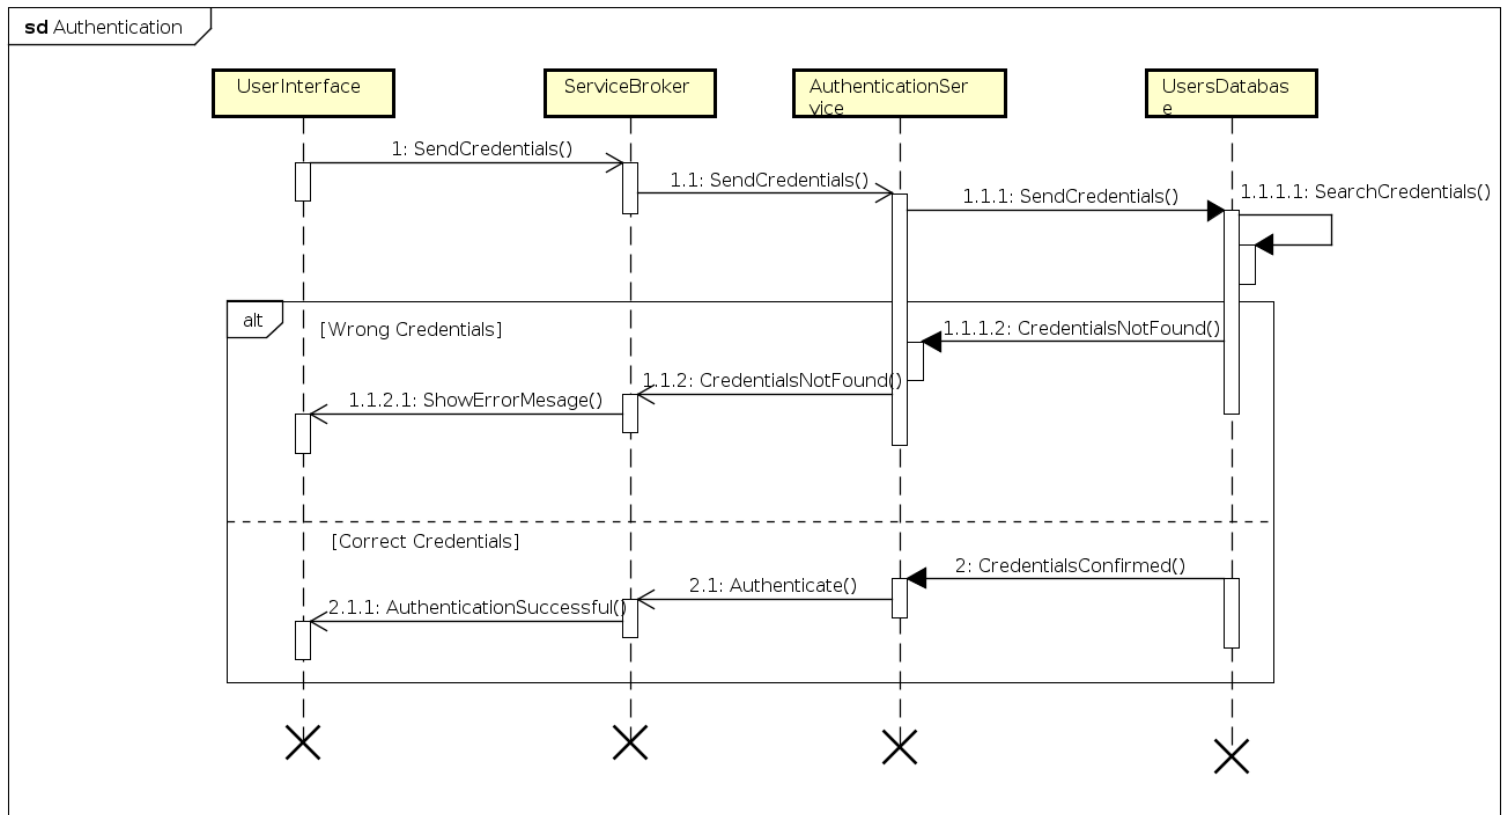 sd Authentication
UserInterface
ServiceBroker
AuthenticationSer
vice
UsersDatabas
e
1: SendCredentials()
1.1: SendCredentials()
1.1.1: SendCredentials()
1.1.1.1: SearchCredentials()
alt
[Wrong Credentials]
1.1.1.2: CredentialsNotFound()
1.1.2: CredentialsNotFound()
1.1.2.1: ShowErrorMesage()
[Correct Credentials]
2: CredentialsConfirmed()
2.1: Authenticate()
2.1.1: AuthenticationSuccessful()